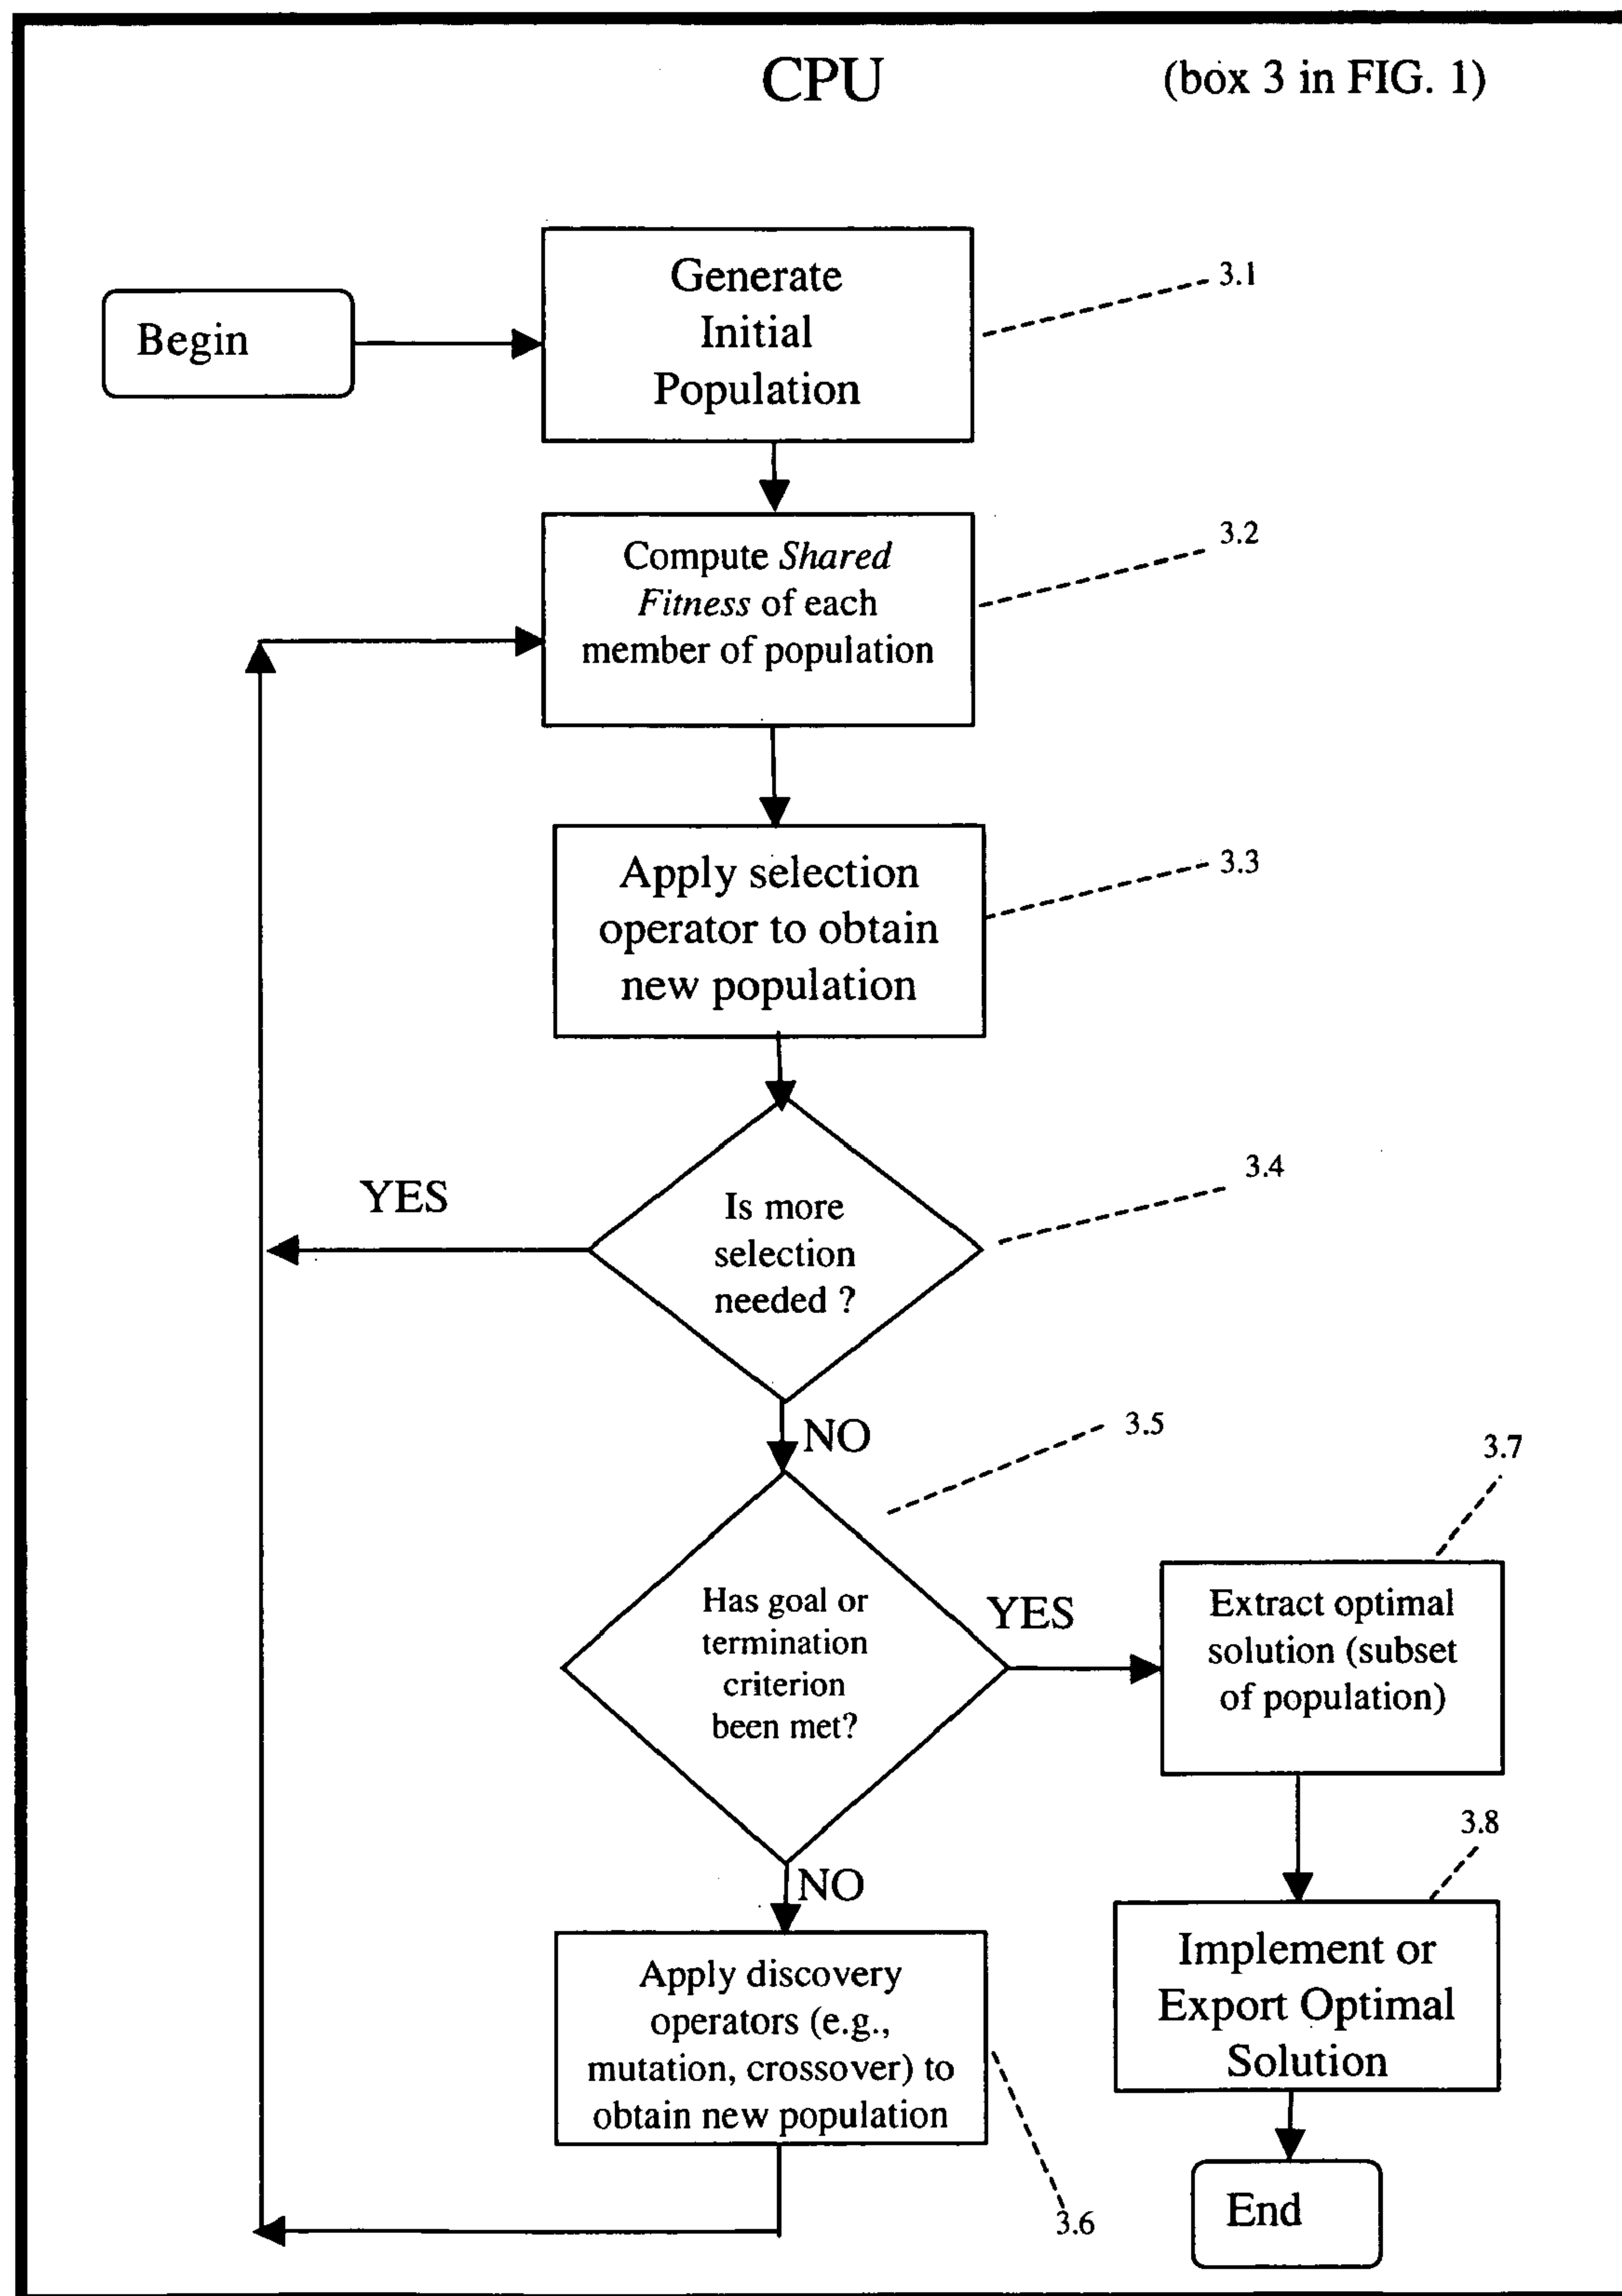 CPU
(box 3 in FIG. 1)
Begin
Generate
Initial
Population
3.1
Compute Shared
Fitness of each
member of population
3.2
Apply selection
operator to obtain
new population
3.3
Is more
selection
needed ?
3.4
YES
NO
Has goal or
termination
criterion
been met?
3.5
YES
Extract optimal
solution (subset
of population)
3.7
NO
Implement or
Export Optimal
Solution
3.8
Apply discovery
operators (e.g.,
mutation, crossover) to
obtain new population
3.6
End